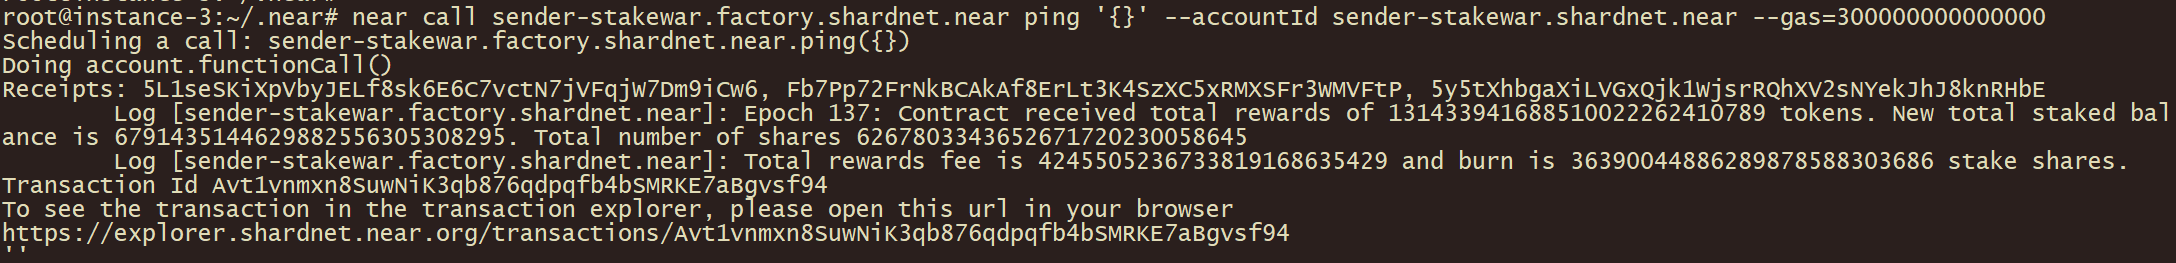 root@instance-3:~/.near# near call sender-stakewar.factory.shardnet.near ping '{}' --accountId sender-stakewar.shardnet.near --gas=300000000000000
Scheduling a call: sender-stakewar.factory.shardnet.near.ping({})
Doing account.functionCall()
Receipts: 5L1seSKiXpVbyJELf8sk6E6C7vctN7jVFqjW7Dm9iCw6, Fb7Pp72FrNkBCAkAf8ErLt3K4SzXC5xRMXSFr3WMVFtP, 5y5tXhbgaXiLVGxQjk1WjsrRQhXV2sNYekJhJ8knRHbE
Log [sender-stakewar.factory.shardnet.near]: Epoch 137: Contract received total rewards of 131433941688510022262410789 tokens. New total staked bal
ance is 6791435144629882556305308295. Total number of shares 6267803343652671720230058645
Log [sender-stakewar.factory.shardnet.near]: Total rewards fee is 4245505236733819168635429 and burn is 36390044886289878588303686 stake shares.
Transaction Id Avt1vnmxn8SuwNiK3qb876qdpqfb4bSMRKE7aBgvsf94
To see the transaction in the transaction explorer, please open this url in your browser
https://explorer.shardnet.near.org/transactions/Avt1vnmxn8SuwNiK3qb876qdpqfb4bSMRKE7aBgvsf94
''